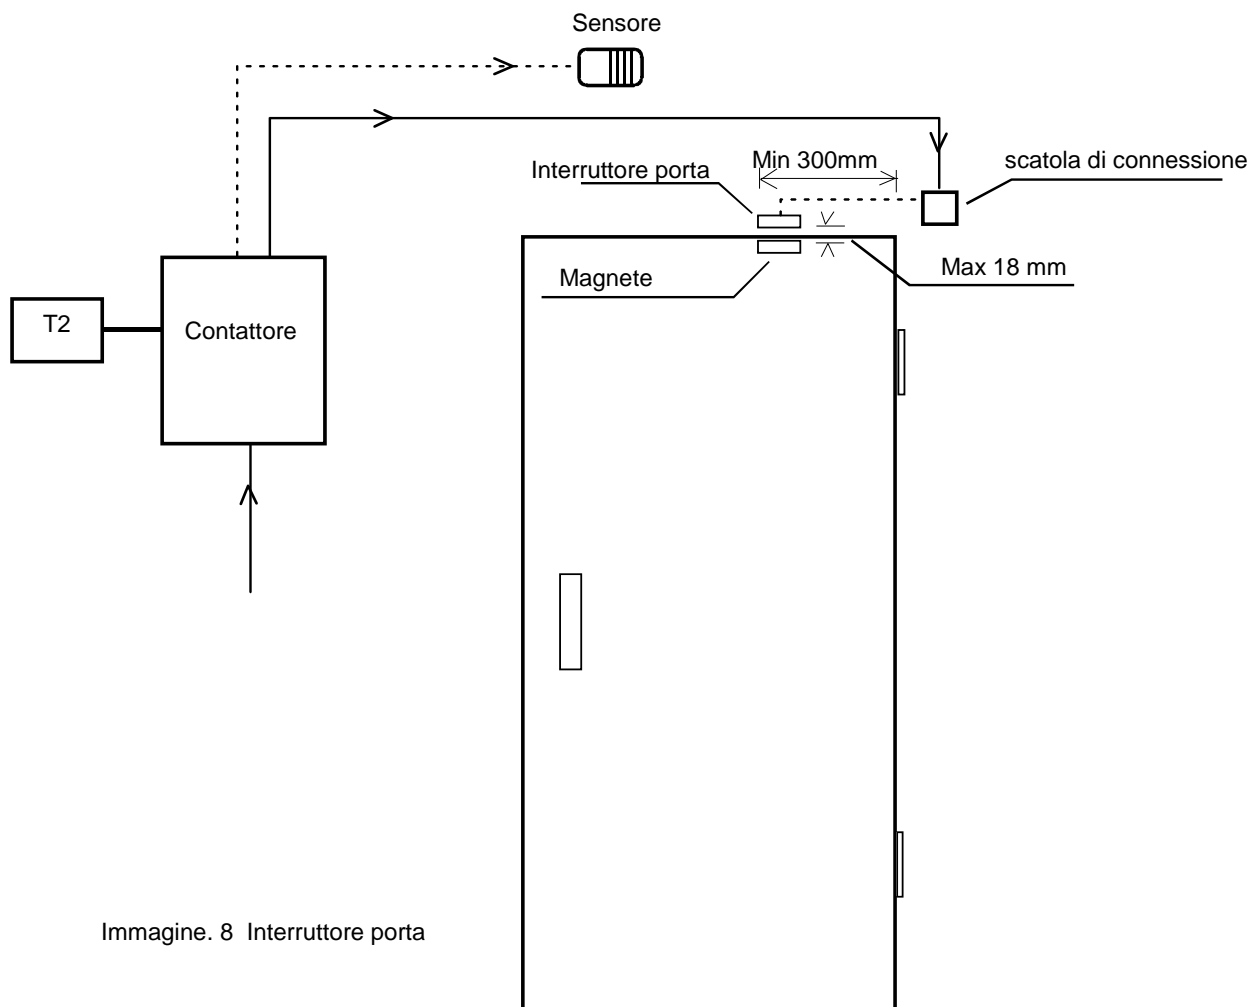 Sensore
Min 300mm
scatola di connessione
Interruttore porta
Magnete
Max 18 mm
T2
Contattore
Immagine. 8 Interruttore porta